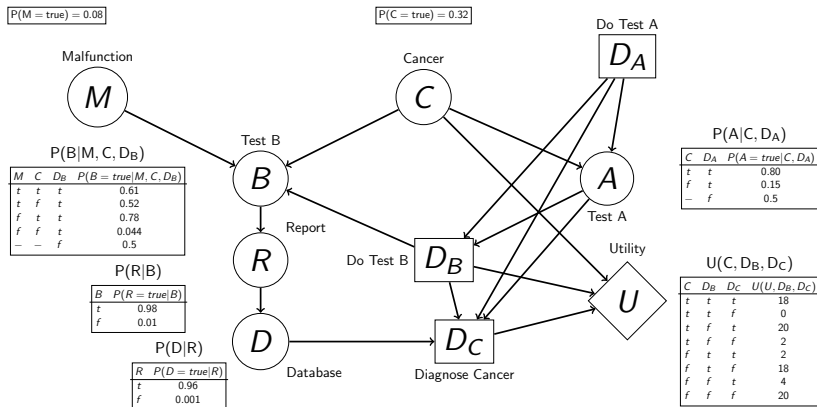 P(M = true) = 0.08
P(C = true) = 0.32
Do Test A
D_A
Malfunction
M
Cancer
C
P(B|M, C, D_B)
M C D_B P(B = true|M, C, D_B)
t t t 0.61
t f t 0.52
f t t 0.78
f f t 0.044
– – f 0.5
Test B
B
P(A|C, D_A)
C D_A P(A = true|C, D_A)
t t 0.80
f t 0.15
– f 0.5
A
Test A
Report
R
Do Test B
D_B
Utility
U
P(R|B)
B P(R = true|B)
t 0.98
f 0.01
U(C, D_B, D_C)
C D_B D_C U(U, D_B, D_C)
t t t 18
t t f 0
t f t 20
t f f 2
f t t 2
f t f 18
f f t 4
f f f 20
P(D|R)
R P(D = true|R)
t 0.96
f 0.001
D
Database
D_C
Diagnose Cancer